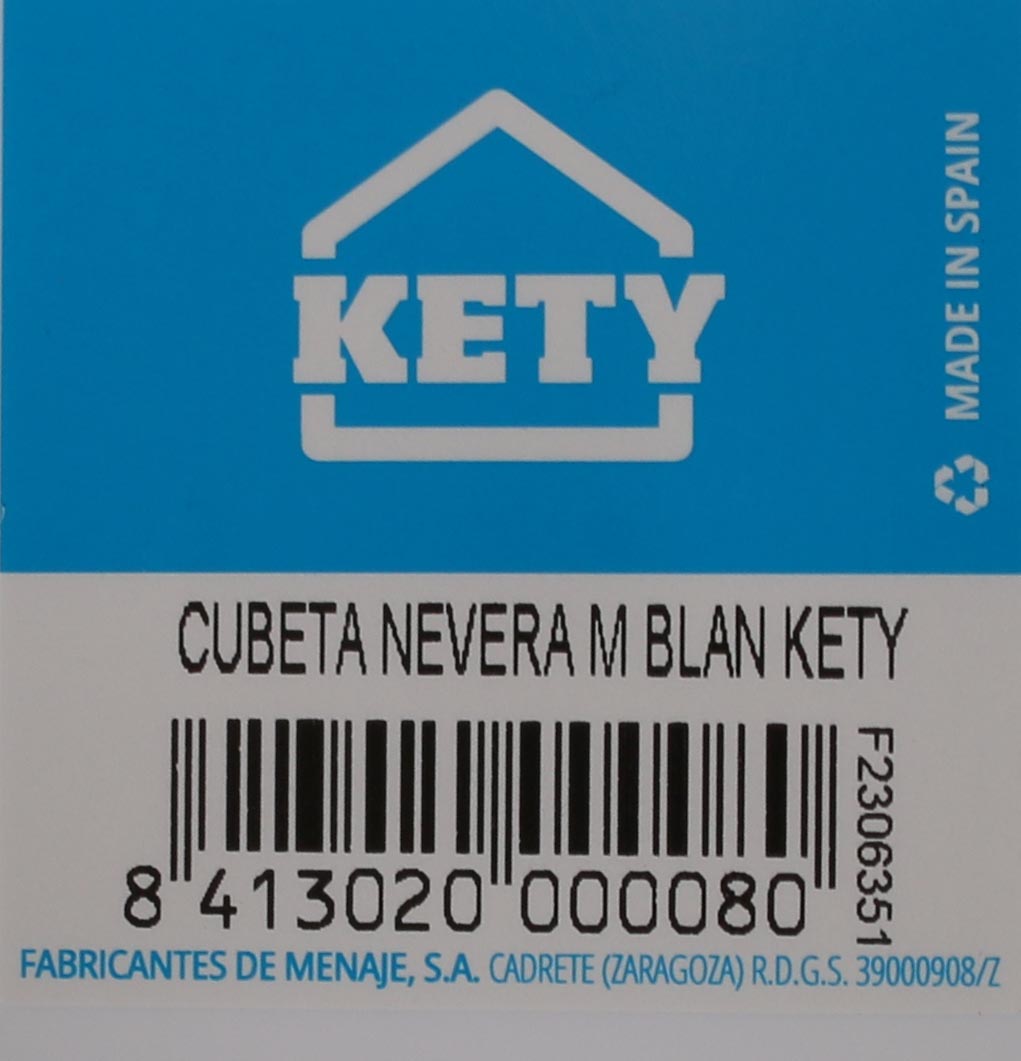 KETY
MADE IN SPAIN
CUBETA NEVERA M BLAN KETY
F23063351
8 413020 000080
FABRICANTES DE MENAJE, S.A. CADRETE (ZARAGOZA) R.D.G.S. 39000908/Z